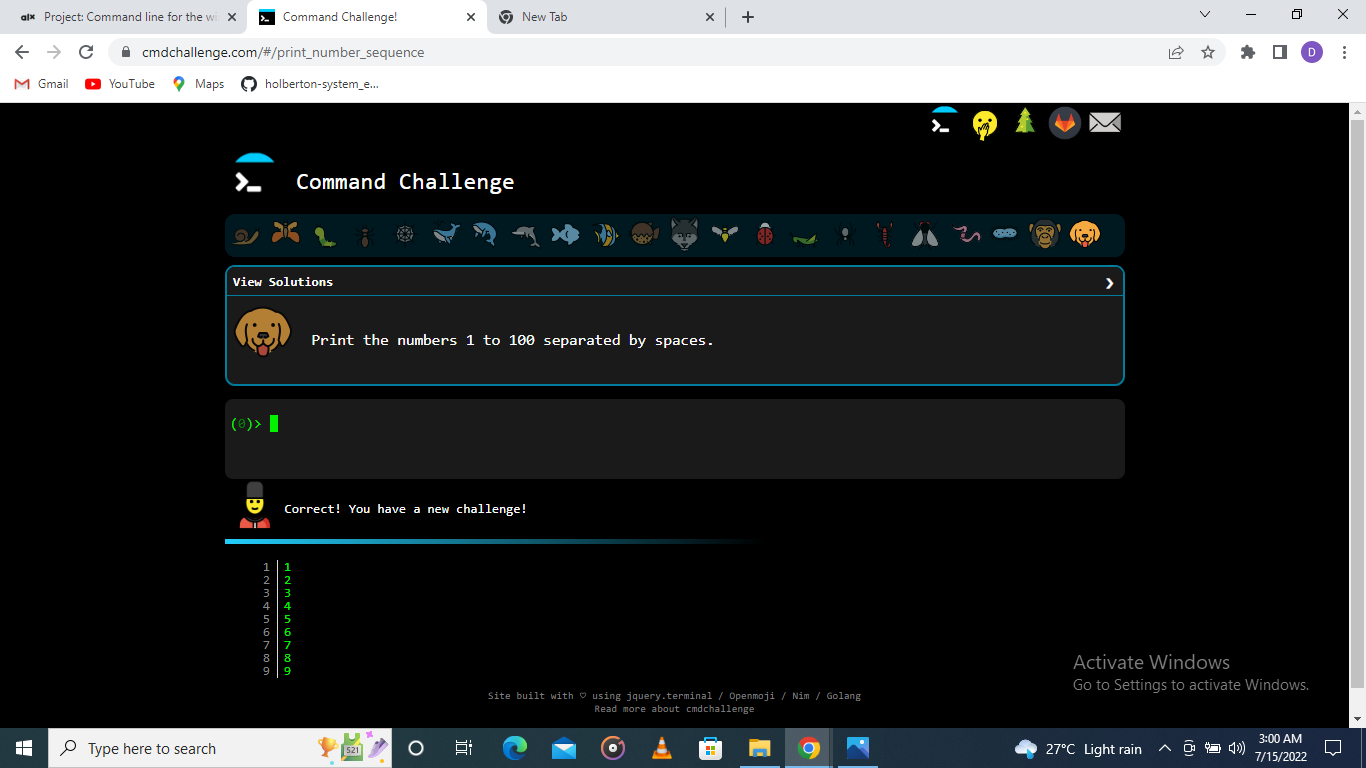 alx Project: Command line for the wi
Command Challenge!
New Tab
cmdchallenge.com/#/print_number_sequence
D
Gmail
YouTube
Maps
holberton-system_e...
Command Challenge
View Solutions
Print the numbers 1 to 100 separated by spaces.
(0)>
Correct! You have a new challenge!
1 1
2 2
3 3
4 4
5 5
6 6
7 7
8 8
9 9
Activate Windows
Go to Settings to activate Windows.
Site built with ♡ using jquery.terminal / Openmoji / Nim / Golang
Read more about cmdchallenge
Type here to search
521
27°C Light rain
3:00 AM
7/15/2022